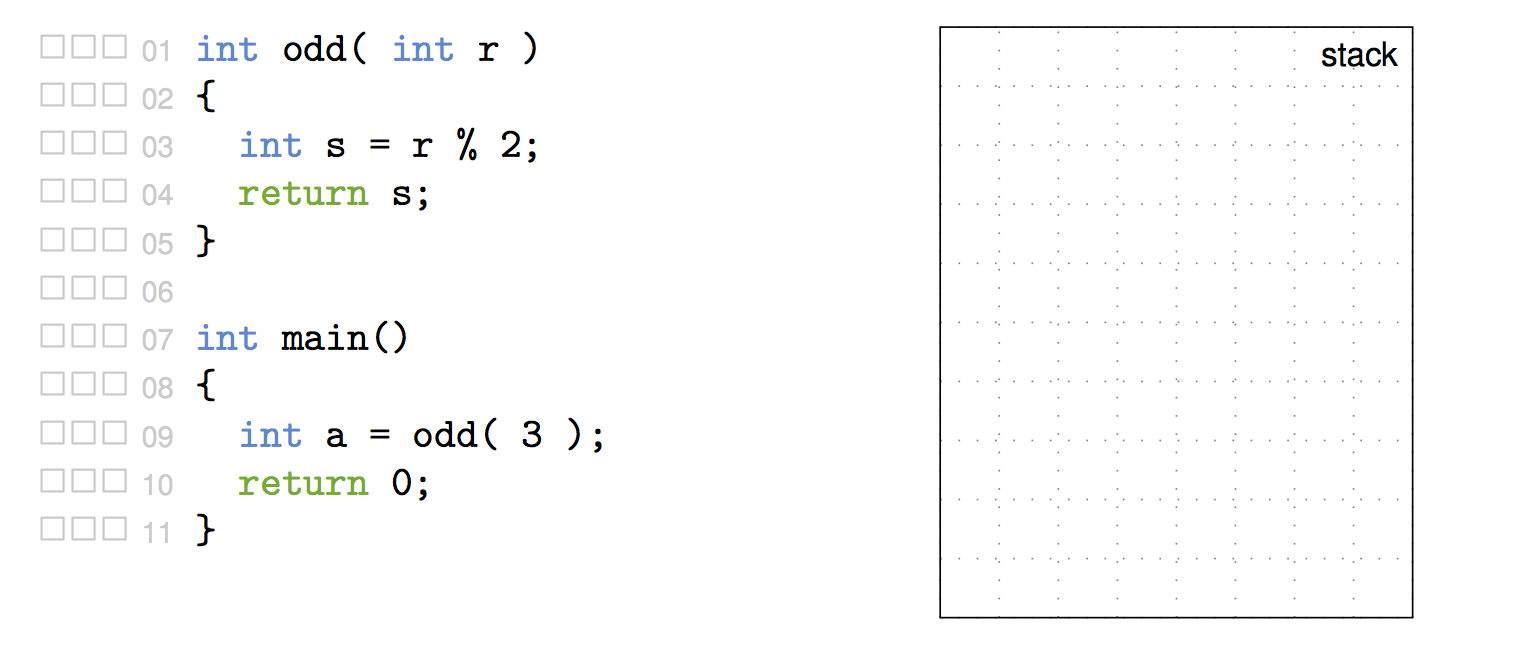 □□□ 01 int odd( int r )
□□□ 02 {
□□□ 03   int s = r % 2;
□□□ 04   return s;
□□□ 05 }
□□□ 06
□□□ 07 int main()
□□□ 08 {
□□□ 09   int a = odd( 3 );
□□□ 10   return 0;
□□□ 11 }
stack